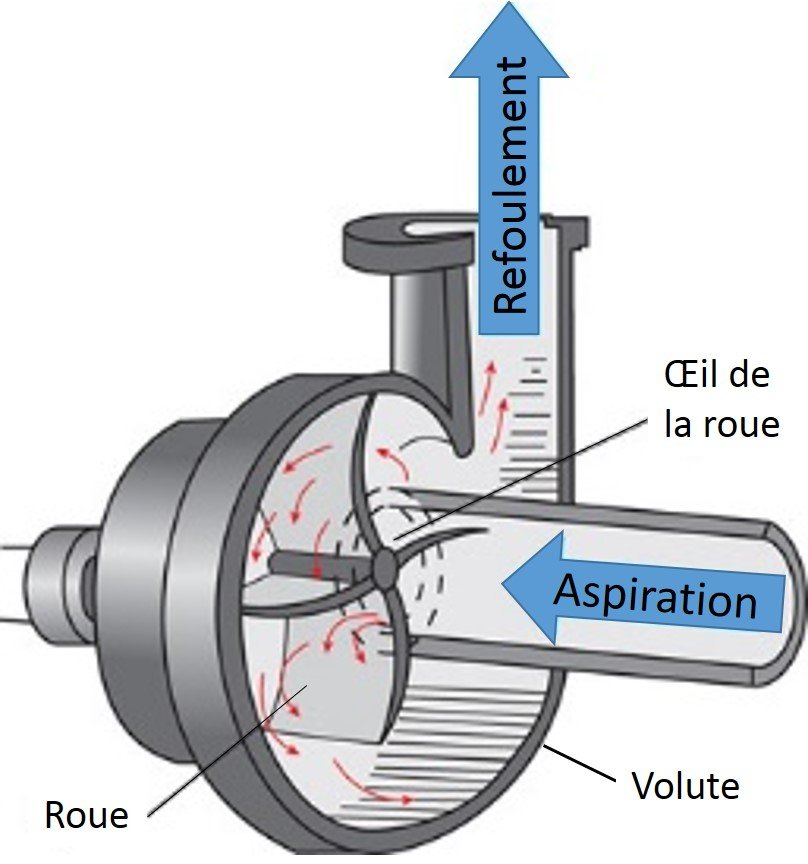 Refoulement
Œil de
la roue
Aspiration
Volute
Roue